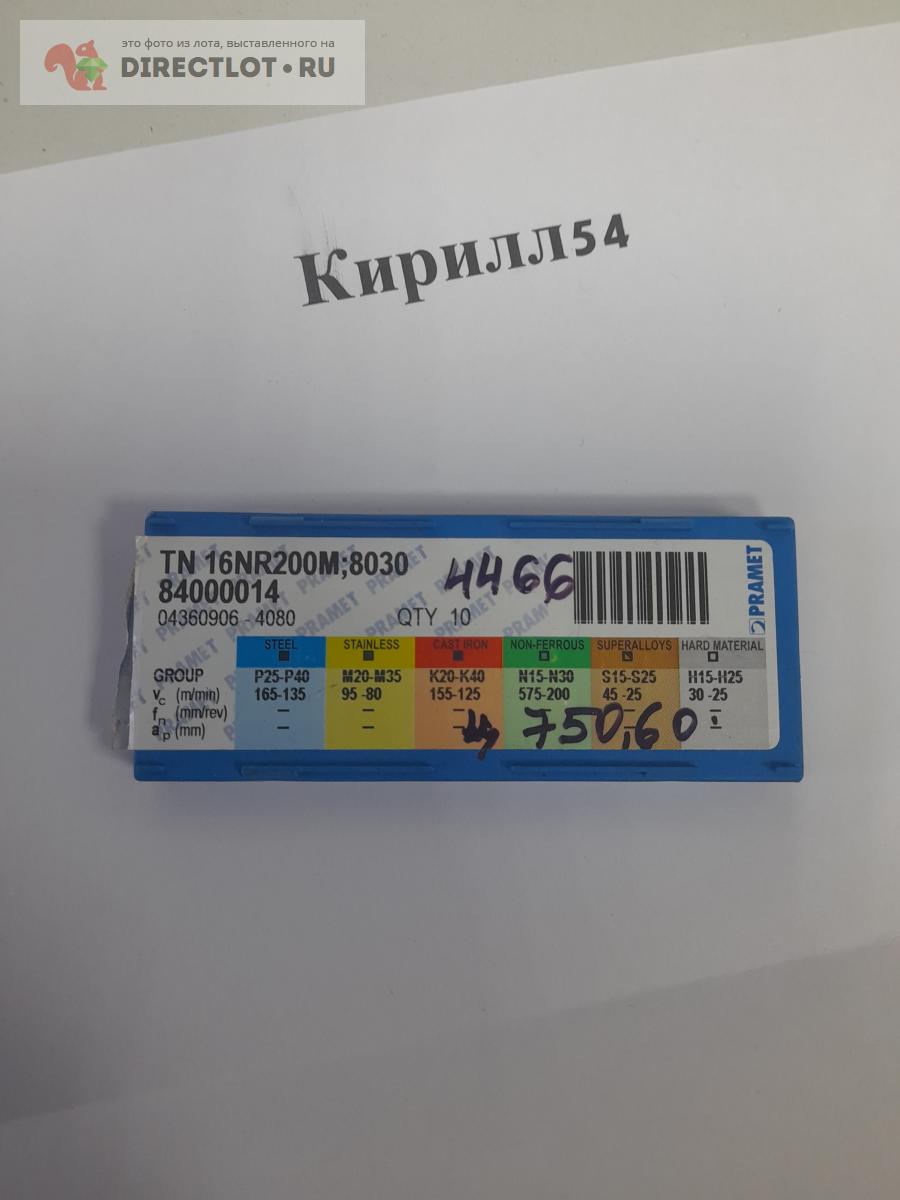 это фото из лота, выставленного на
DIRECTLOT•RU
Кирилл54
TN 16NR200M;8030
84000014
4466
04360906 - 4080 QTY 10
PRAMET
STEEL STAINLESS CAST IRON NON-FERROUS SUPERALLOYS HARD MATERIAL
GROUP P25-P40 M20-M35 K20-K40 N15-N30 S15-S25 H15-H25
vc (m/min) 165-135 95 -80 155-125 575-200 45 -25 30 -25
fn (mm/rev) – – – – – –
ap (mm) – – – – – –
750,60